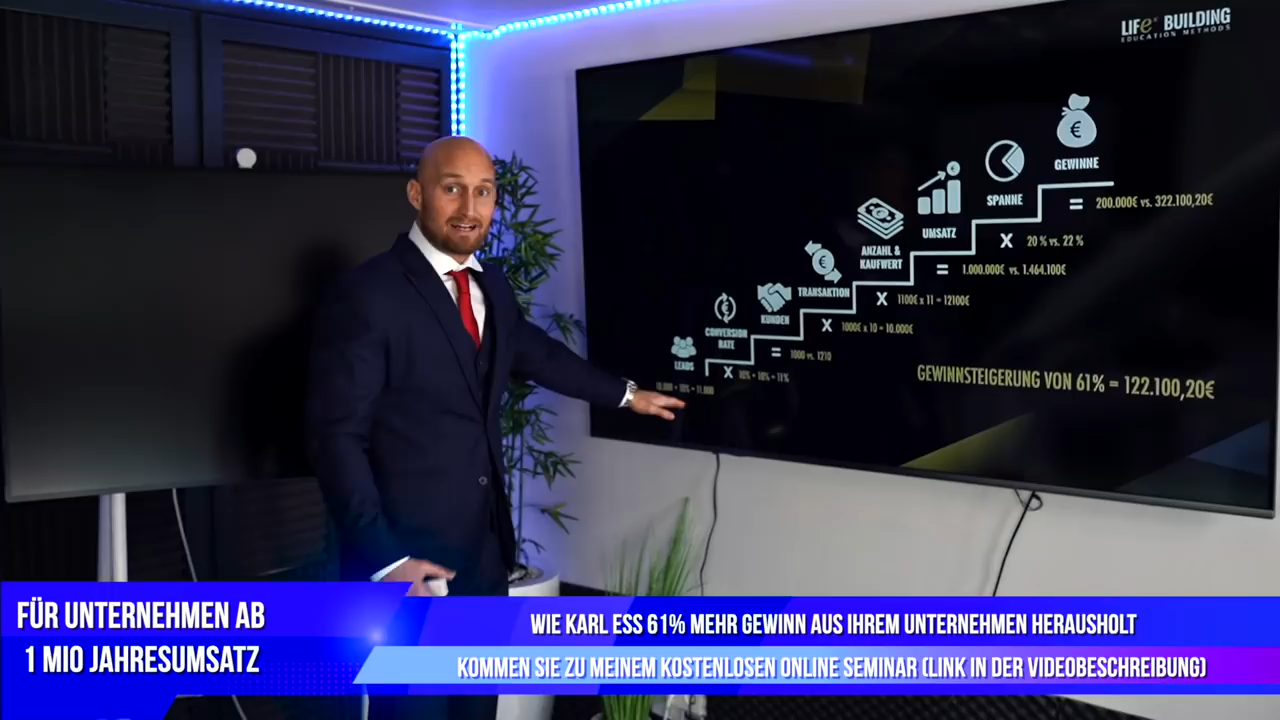 LIFe BUILDING
EDUCATION METHODS
GEWINNE
= 200.000€ vs. 322.100,20€
SPANNE
X 20 % vs. 22 %
UMSATZ
= 1.000.000€ vs. 1.464.100€
ANZAHL &
KAUFWERT
X 1100€ x 11 = 12100€
TRANSAKTION
X 1000€ x 10 = 10.000€
KUNDEN
= 1000 vs. 1210
CONVERSION
RATE
X 10% + 10% = 11%
LEADS
10.000 + 10% = 11.000
GEWINNSTEIGERUNG VON 61% = 122.100,20€
FÜR UNTERNEHMEN AB
1 MIO JAHRESUMSATZ
WIE KARL ESS 61% MEHR GEWINN AUS IHREM UNTERNEHMEN HERAUSHOLT
KOMMEN SIE ZU MEINEM KOSTENLOSEN ONLINE SEMINAR (LINK IN DER VIDEOBESCHREIBUNG)